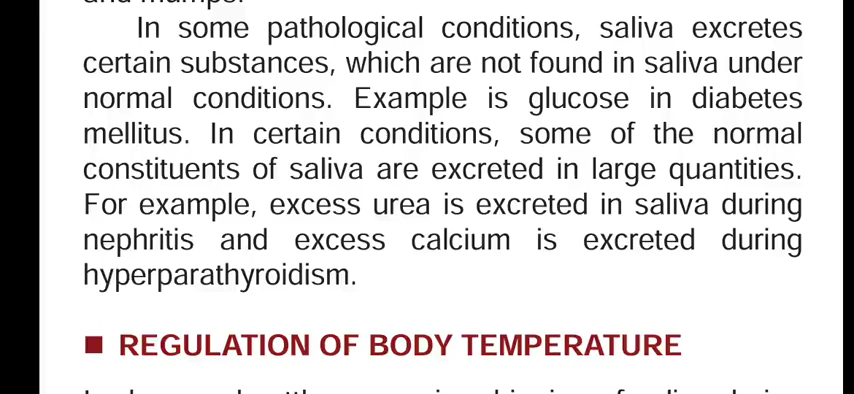 In some pathological conditions, saliva excretes
certain substances, which are not found in saliva under
normal conditions. Example is glucose in diabetes
mellitus. In certain conditions, some of the normal
constituents of saliva are excreted in large quantities.
For example, excess urea is excreted in saliva during
nephritis and excess calcium is excreted during
hyperparathyroidism.
■ REGULATION OF BODY TEMPERATURE